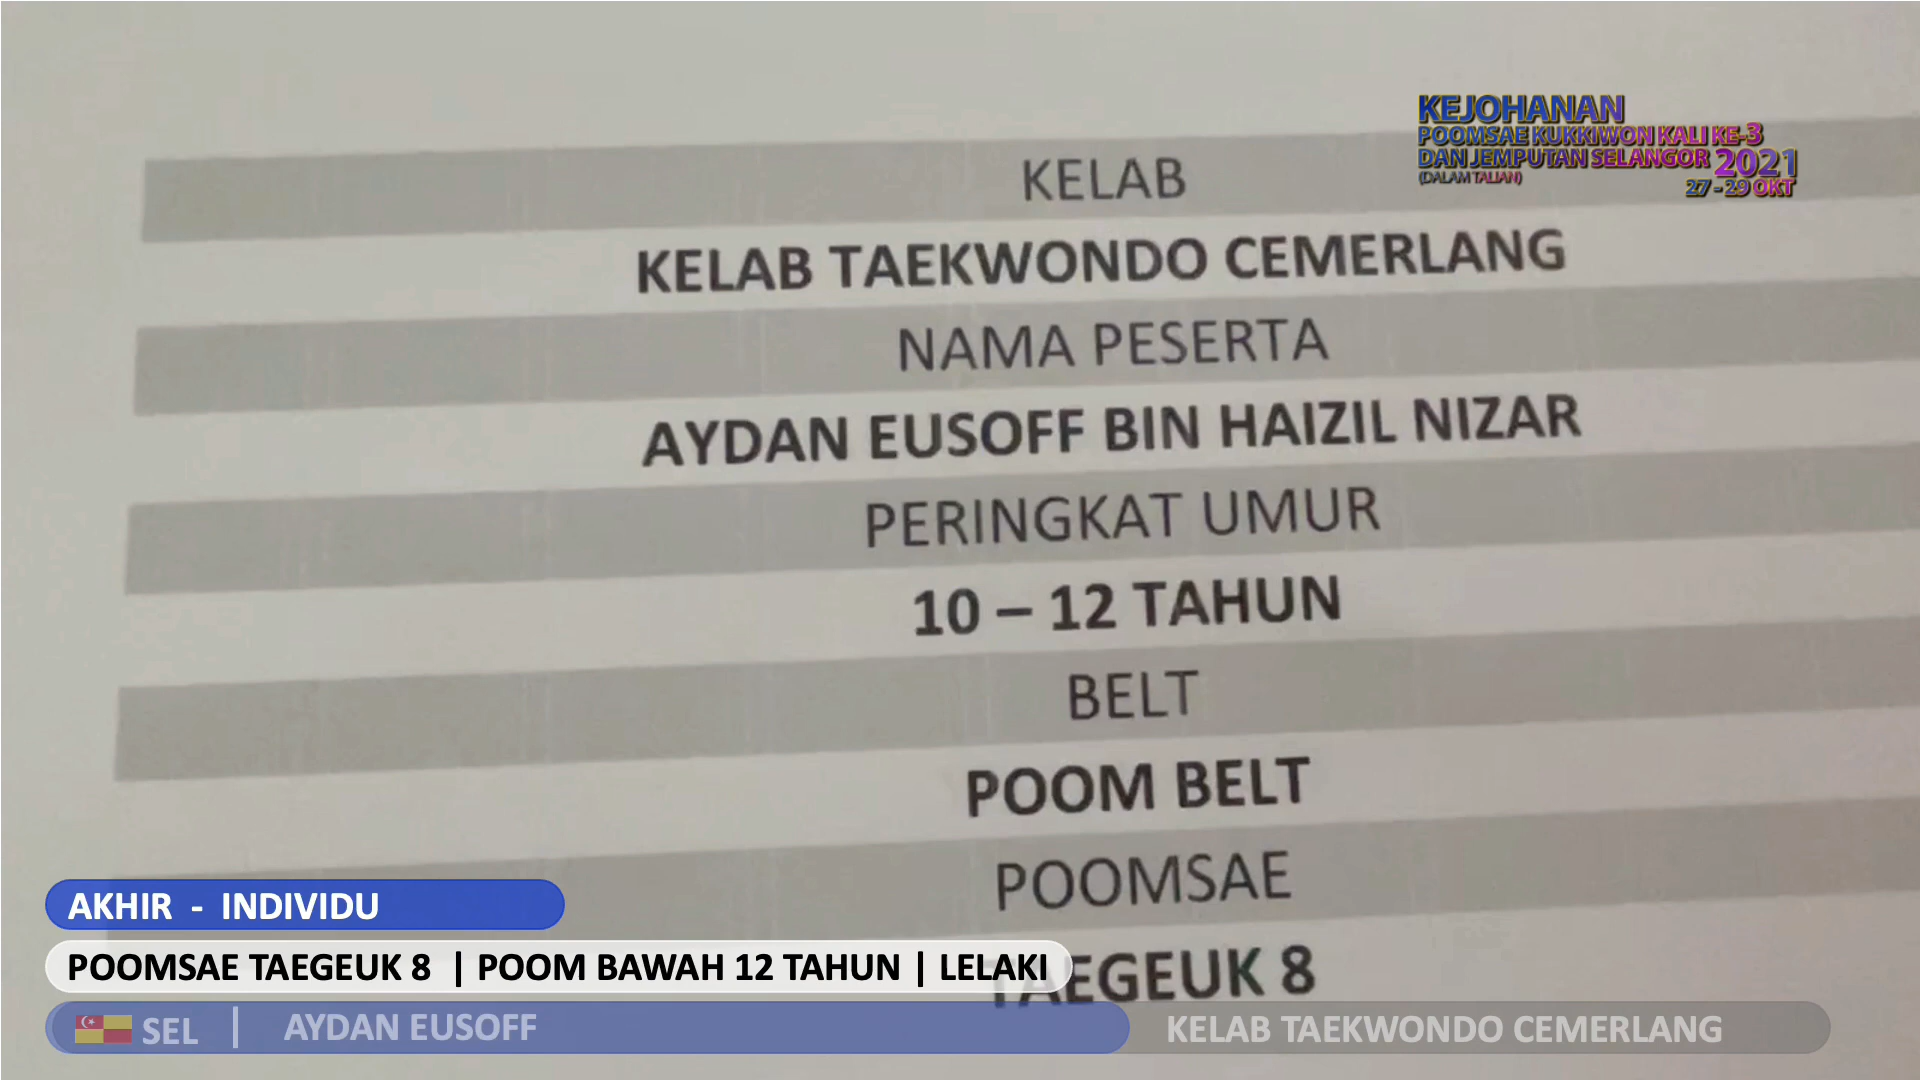 KEJOHANAN
POOMSAE KUKKIWON KALI KE-3
DAN JEMPUTAN SELANGOR 2021
(DALAM TALIAN)
27 - 29 OKT
KELAB
KELAB TAEKWONDO CEMERLANG
NAMA PESERTA
AYDAN EUSOFF BIN HAIZIL NIZAR
PERINGKAT UMUR
10 – 12 TAHUN
BELT
POOM BELT
POOMSAE
TAEGEUK 8
AKHIR - INDIVIDU
POOMSAE TAEGEUK 8 | POOM BAWAH 12 TAHUN | LELAKI
SEL | AYDAN EUSOFF
KELAB TAEKWONDO CEMERLANG